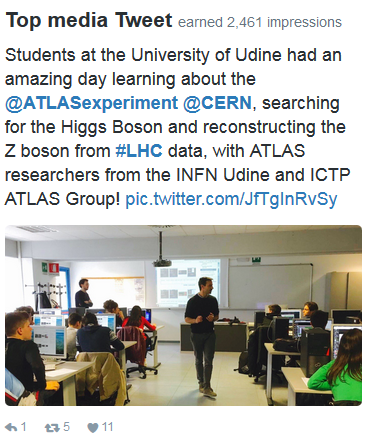 Top media Tweet earned 2,461 impressions
Students at the University of Udine had an
amazing day learning about the
@ATLASexperiment @CERN, searching
for the Higgs Boson and reconstructing the
Z boson from #LHC data, with ATLAS
researchers from the INFN Udine and ICTP
ATLAS Group! pic.twitter.com/JfTgInRvSy
1 5 11